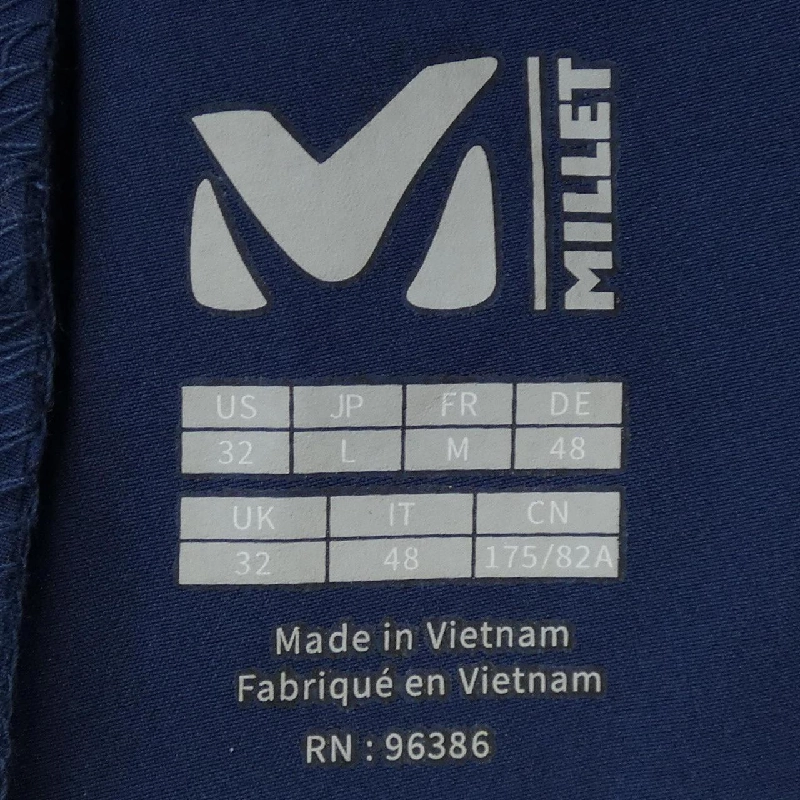 MILLET
US JP FR DE
32 L M 48
UK IT CN
32 48 175/82A
Made in Vietnam
Fabriqué en Vietnam
RN : 96386